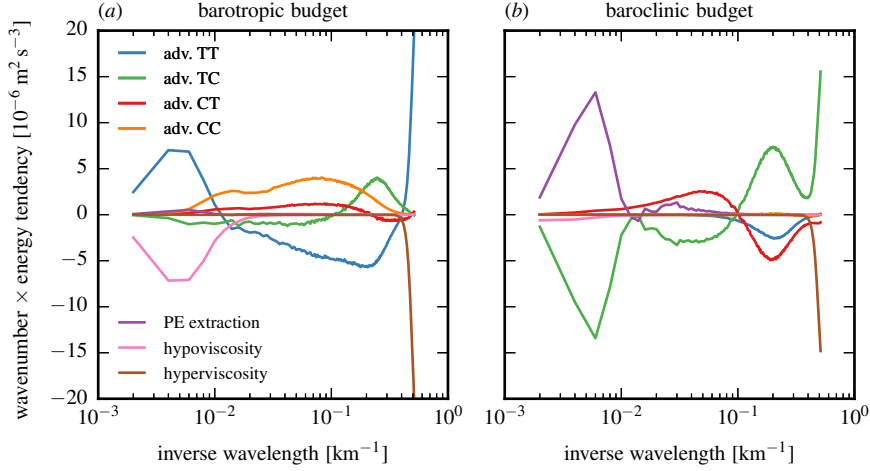 (a) barotropic budget
(b) baroclinic budget
wavenumber × energy tendency [10⁻⁶ m² s⁻³]
20
15
10
5
0
−5
−10
−15
−20
adv. TT
adv. TC
adv. CT
adv. CC
PE extraction
hypoviscosity
hyperviscosity
10⁻³ 10⁻² 10⁻¹ 10⁰
10⁻³ 10⁻² 10⁻¹ 10⁰
inverse wavelength [km⁻¹]
inverse wavelength [km⁻¹]